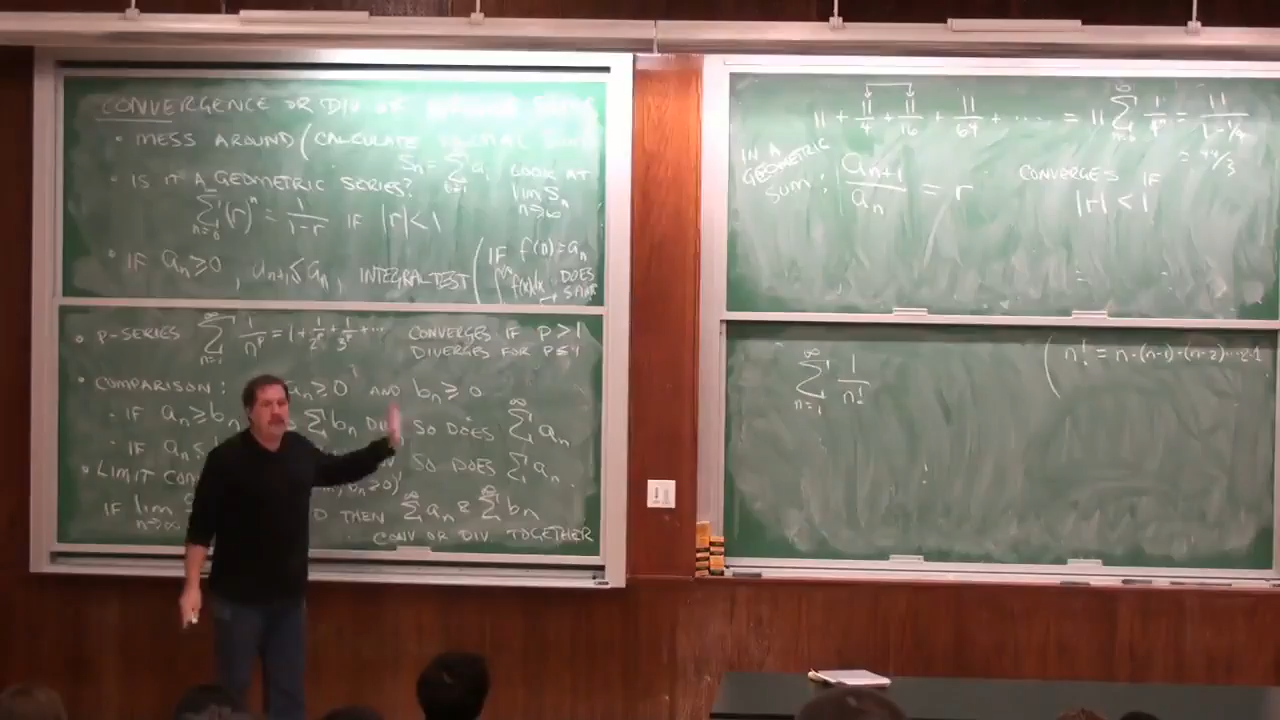 CONVERGENCE OR DIV OF
• MESS AROUND (CALCULATE
Sn = ∑ i=1 ai LOOK AT
• IS IT A GEOMETRIC SERIES? lim Sn n→∞
∑ n=0 (r)^n = 1/(1-r) IF |r| < 1
• IF an ≥ 0, an+1 ≤ an, INTEGRAL TEST ( IF f(n) = an
∫ f(x)dx DOES SAME
• P-SERIES ∑ n=1 ∞ 1/n^p = 1 + 1/2^p + 1/3^p + ··· CONVERGES IF P > 1
DIVERGES FOR P ≤ 1
• COMPARISON: an ≥ 0 AND bn ≥ 0
• IF an ≥ bn ∑ bn DIV SO DOES ∑ ∞ an
• IF an ≤ SO DOES ∑ an
• LIMIT bn ≥ 0)
IF lim n→∞ THEN ∑ ∞ an & ∑ ∞ bn
CONV OR DIV. TOGETHER
11 + 11/4 + 11/16 + 11/64 + ···· = 11 ∑ n=0 ∞ 1/4^n = 11/(1-1/4)
= 44/3
IN A GEOMETRIC SUM: |an+1/an| = r CONVERGES IF |r| < 1
∑ n=1 ∞ 1/n! (n! = n·(n-1)·(n-2)···2·1